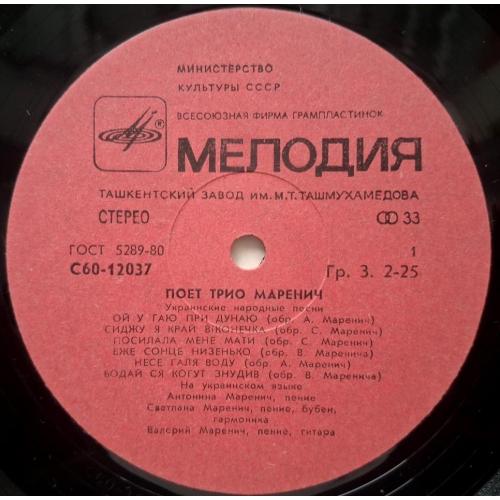 МИНИСТЕРСТВО
КУЛЬТУРЫ СССР
ВСЕСОЮЗНАЯ ФИРМА ГРАМПЛАСТИНОК
МЕЛОДИЯ
ТАШКЕНТСКИЙ ЗАВОД ИМ. М.Т. ТАШМУХАМЕДОВА
СТЕРЕО 33
ГОСТ 5289-80 1
С60-12037 Гр. 3. 2-25
ПОЕТ ТРИО МАРЕНИЧ
Украинские народные песни
ОЙ У ГАЮ ПРИ ДУНАЮ (обр. А. Маренич)
СИДЖУ Я КРАЙ ВІКОНЕЧКА (обр. С. Маренич)
ПОСИЛАЛА МЕНЕ МАТИ (обр. С. Маренич)
ВЖЕ СОНЦЕ НИЗЕНЬКО (обр. В. Маренича)
НЕСЕ ГАЛЯ ВОДУ (обр. А. Маренич)
БОДАЙ СЯ КОГУТ ЗНУДИВ (обр. В. Маренича)
На украинском языке
Антонина Маренич, пение
Светлана Маренич, пение, бубен,
гармоника
Валерий Маренич, пение, гитара